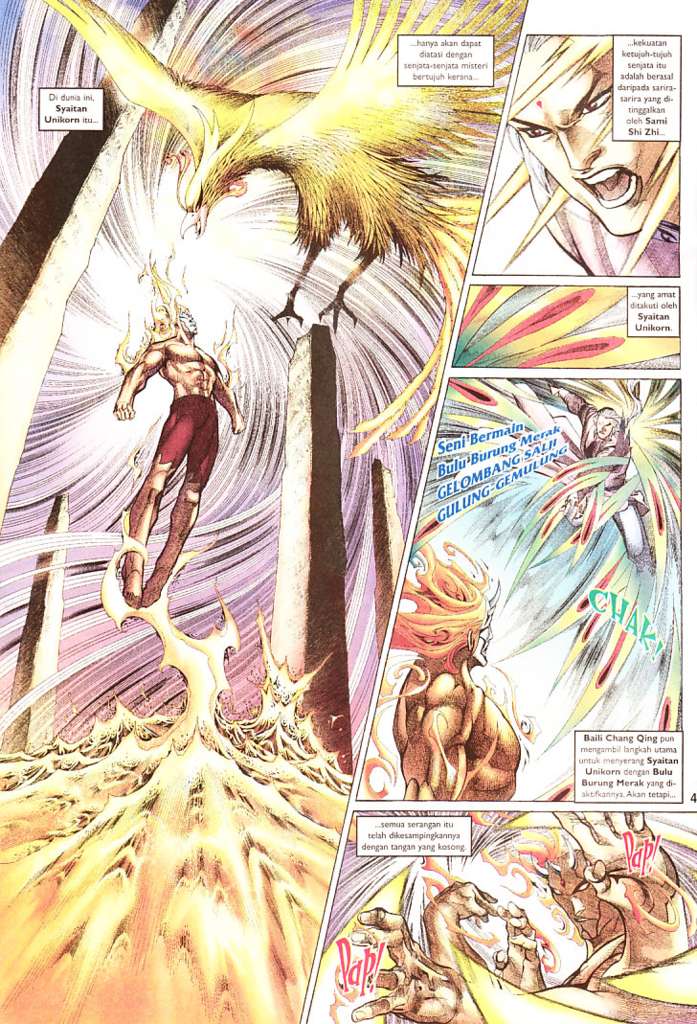 Di dunia ini,
Syaitan
Unikorn itu...
...hanya akan dapat
diatasi dengan
senjata-senjata misteri
bertujuh kerana...
...kekuatan
ketujuh-tujuh
senjata itu
adalah berasal
daripada sarira-
sarira yang di-
tinggalkan
oleh Sami
Shi Zhi...
...yang amat
ditakuti oleh
Syaitan
Unikorn.
Seni Bermain
Bulu Burung Merak
GELOMBANG SALJI
GULUNG-GEMULUNG
CHAK!
Baili Chang Qing pun
mengambil langkah utama
untuk menyerang Syaitan
Unikorn dengan Bulu
Burung Merak yang di-
aktifkannya. Akan tetapi...
4
...semua serangan itu
telah dikesampingkannya
dengan tangan yang kosong.
Pap!
Pap!